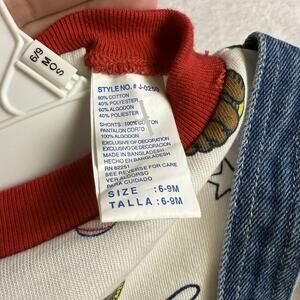 6/9
MOS
STYLE NO. # J-0259
60% COTTON
40% POLYESTER
60% ALGODON
40% POLYESTER
SHORTS: 100% COTTON
PANTALON CORTO
100% ALGODON
EXCLUSIVE OF DECORATION
EXCLUSIVO DE DECORACION
MADE IN BANGLADESH
HECHO EN BANGLADESH
RN 82251
SEE REVERSE FOR CARE
VER AL REVERSO
PARA CUIDADO
SIZE : 6-9M
TALLA : 6-9M